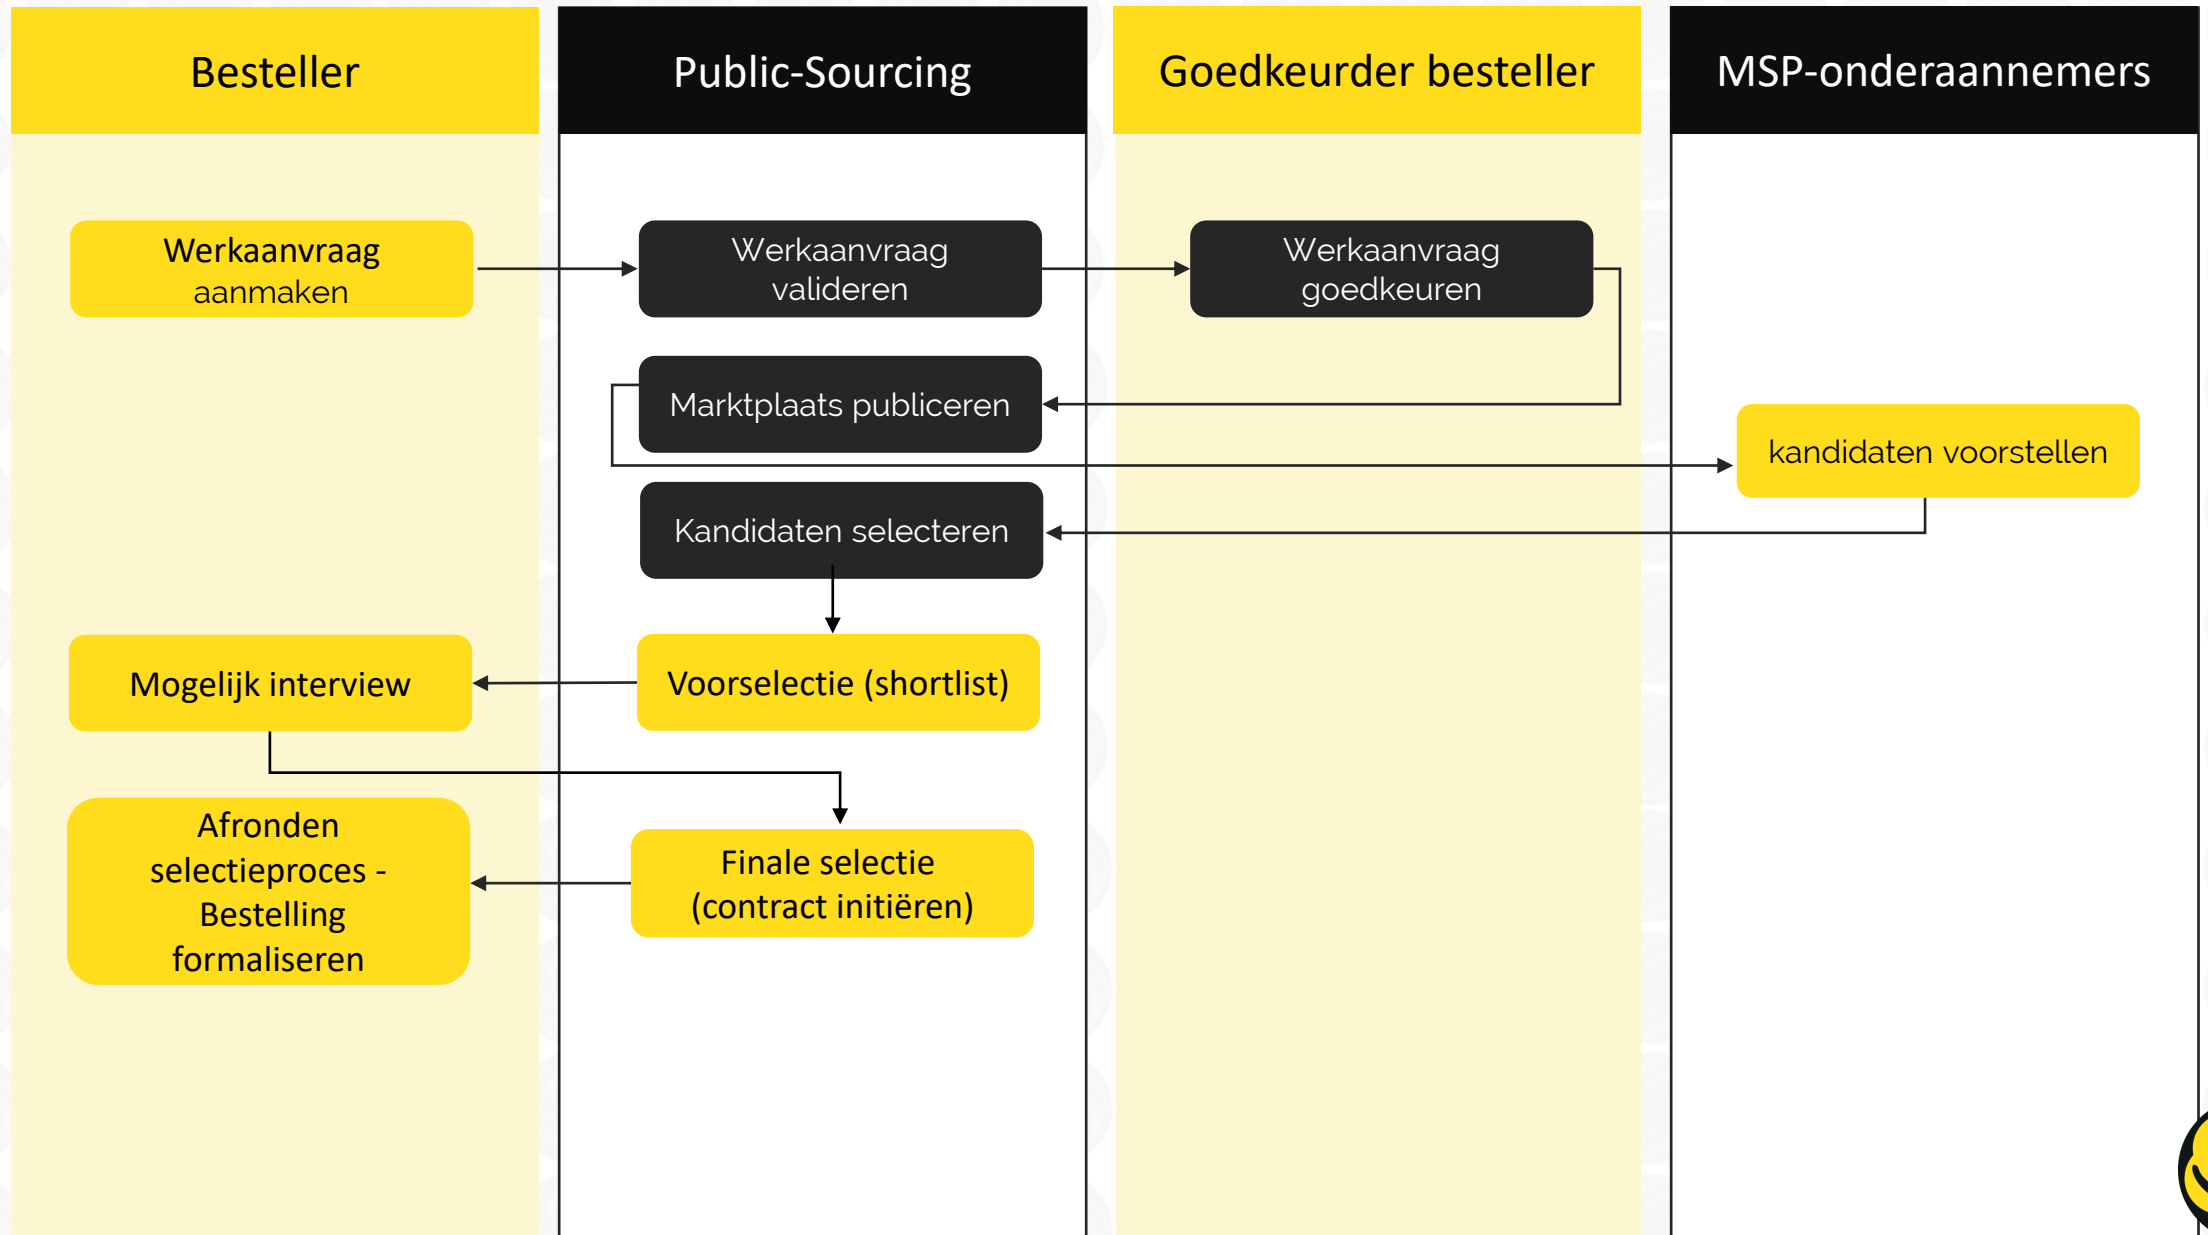 Besteller
Public-Sourcing
Goedkeurder besteller
MSP-onderaannemers
Werkaanvraag
aanmaken
Werkaanvraag
valideren
Werkaanvraag
goedkeuren
Marktplaats publiceren
kandidaten voorstellen
Kandidaten selecteren
Mogelijk interview
Voorselectie (shortlist)
Afronden
selectieproces -
Bestelling
formaliseren
Finale selectie
(contract initiëren)